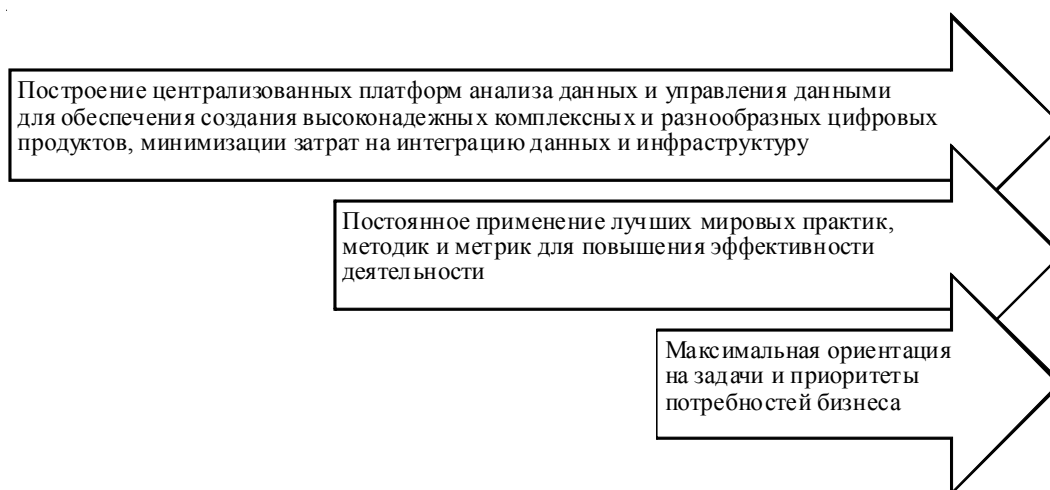 Построение централизованных платформ анализа данных и управления данными
для обеспечения создания высоконадежных комплексных и разнообразных цифровых
продуктов, минимизации затрат на интеграцию данных и инфраструктуру
Постоянное применение лучших мировых практик,
методик и метрик для повышения эффективности
деятельности
Максимальная ориентация
на задачи и приоритеты
потребностей бизнеса